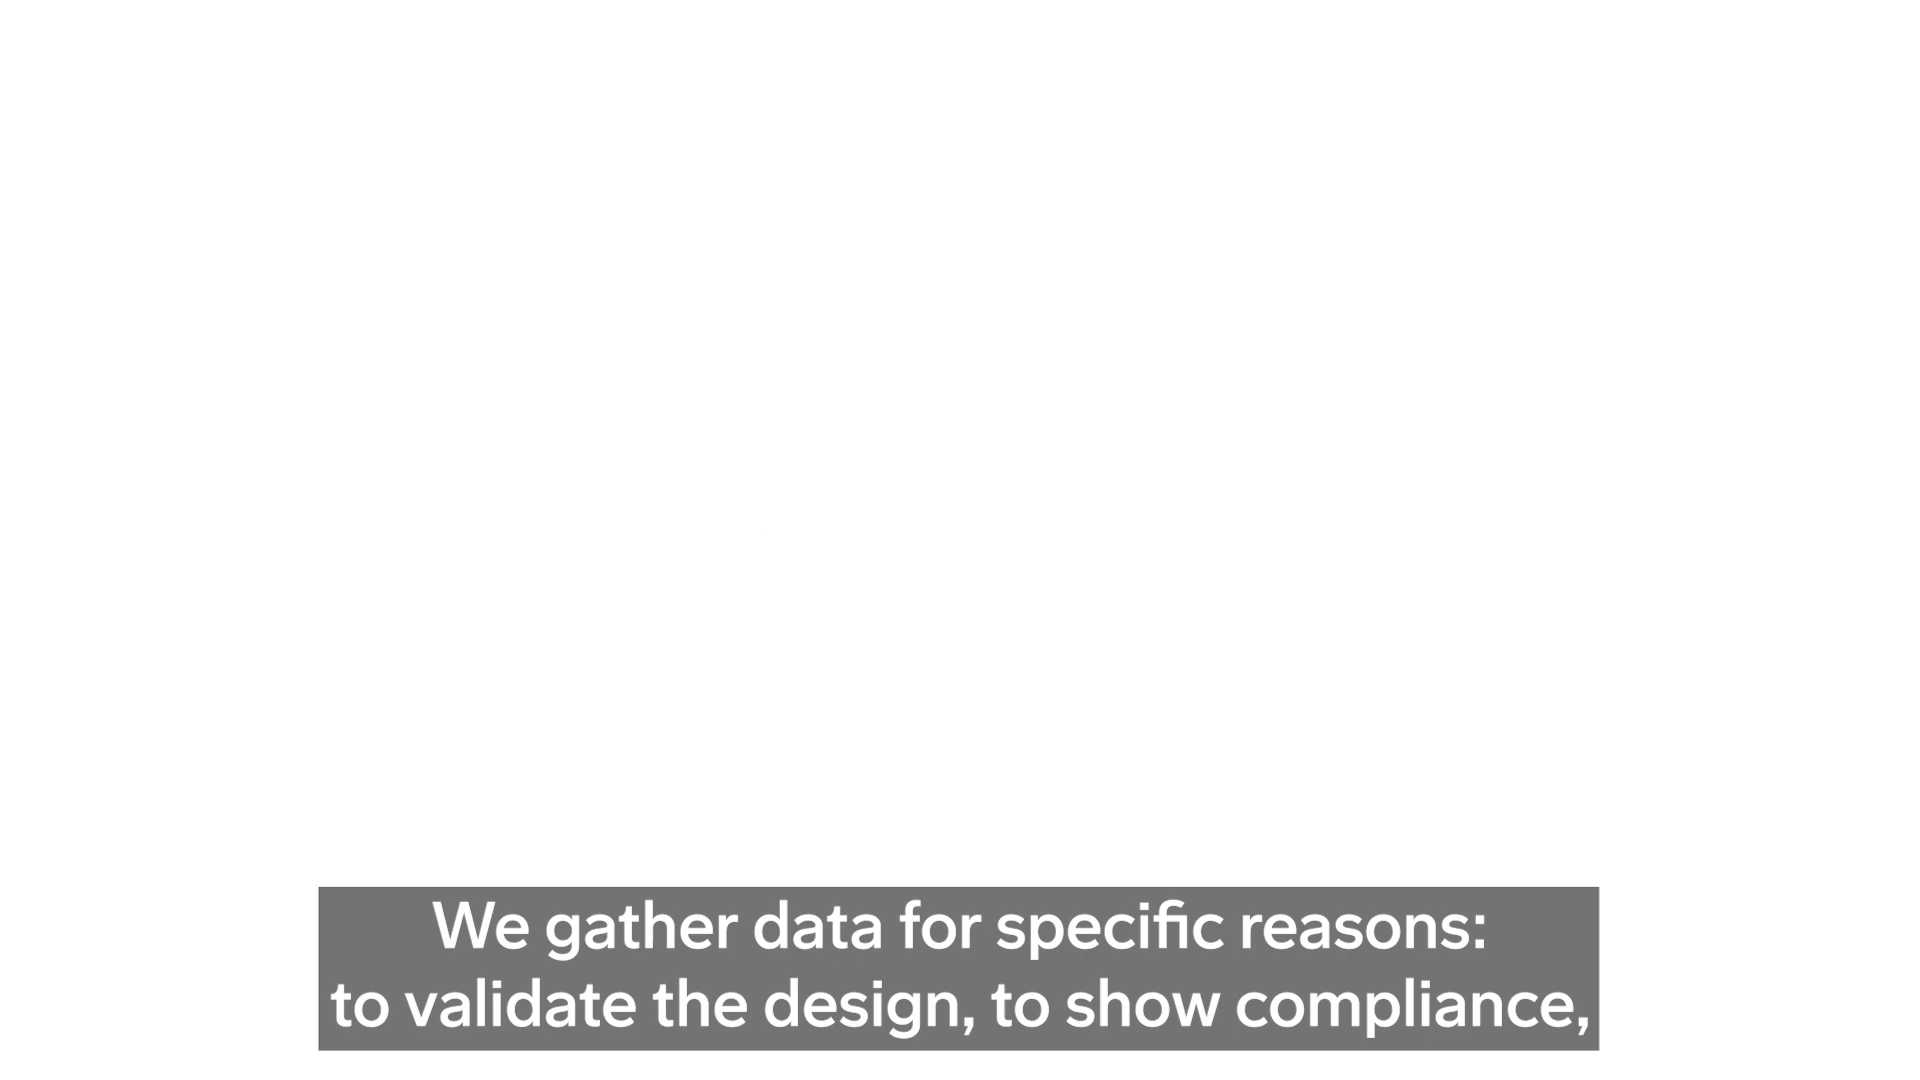 We gather data for specific reasons:
to validate the design, to show compliance,